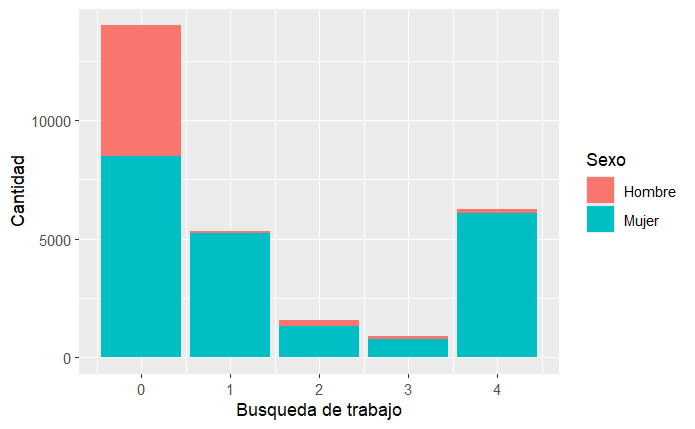 Cantidad
10000
5000
0
0 1 2 3 4
Busqueda de trabajo
Sexo
Hombre
Mujer